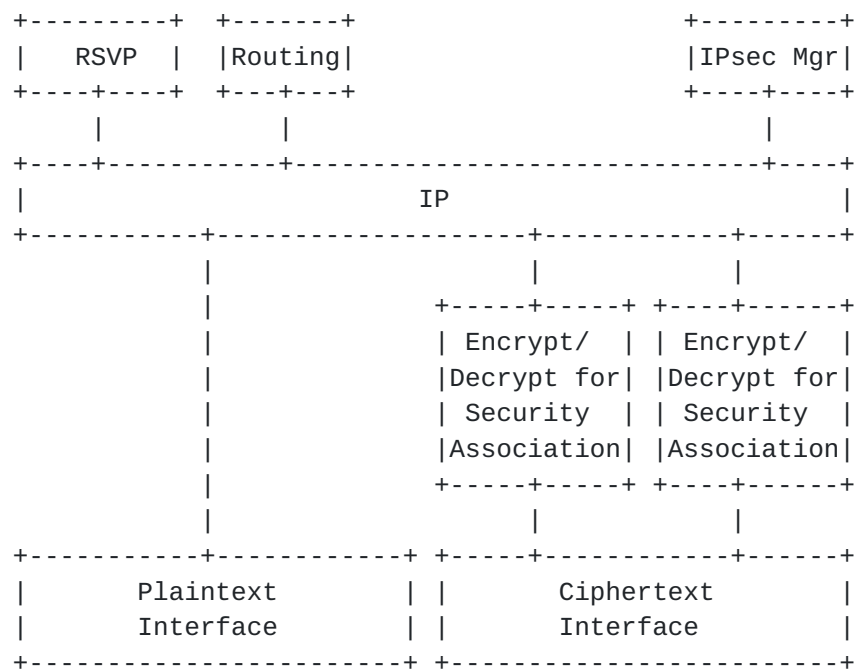 RSVP Routing IPsec Mgr
IP
Encrypt/ Encrypt/
Decrypt for Decrypt for
Security Security
Association Association
Plaintext Ciphertext
Interface Interface